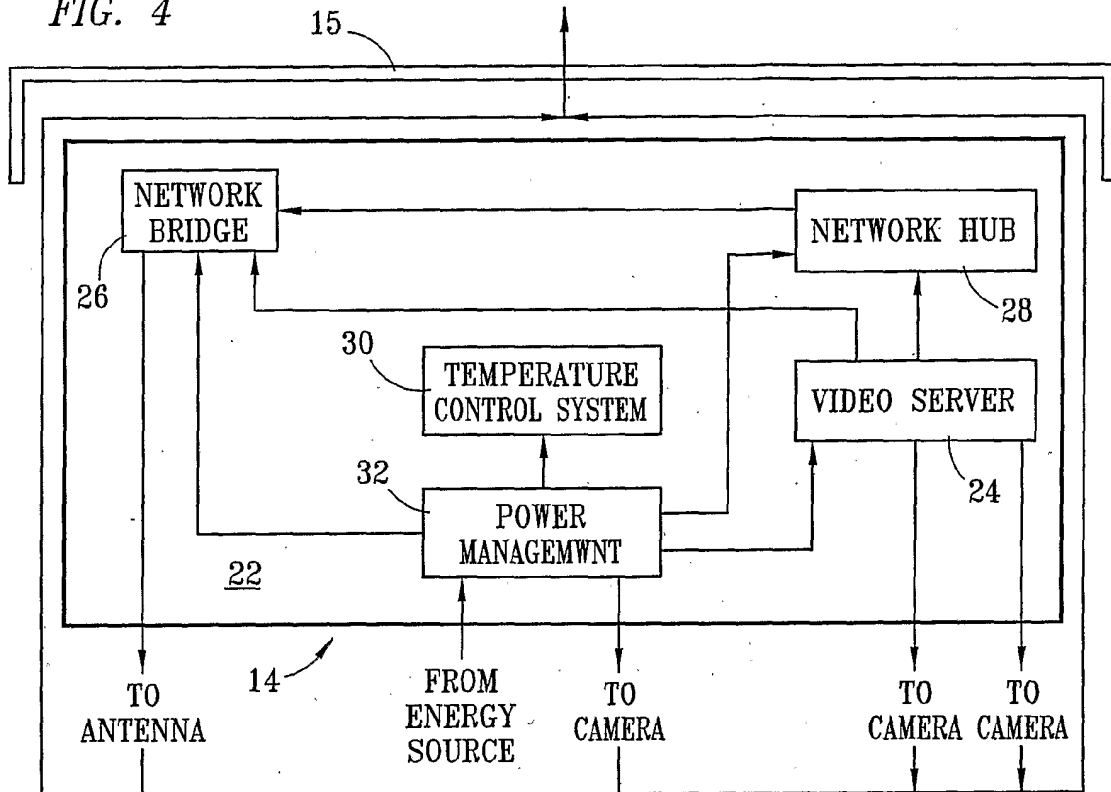 FIG. 4
15
NETWORK
BRIDGE
26
NETWORK HUB
28
30
TEMPERATURE
CONTROL SYSTEM
VIDEO SERVER
24
32
POWER
MANAGEMWNT
22
14
TO
ANTENNA
FROM
ENERGY
SOURCE
TO
CAMERA
TO
CAMERA
TO
CAMERA